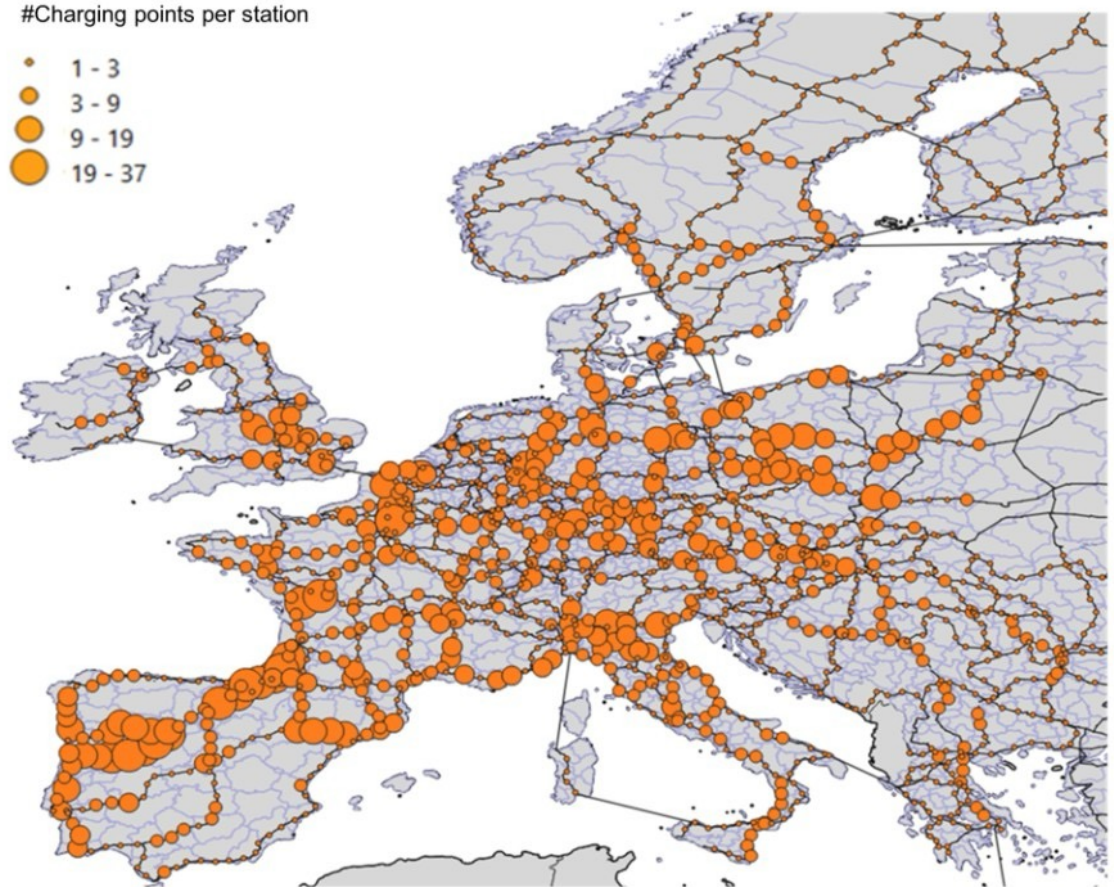 #Charging points per station
1 - 3
3 - 9
9 - 19
19 - 37